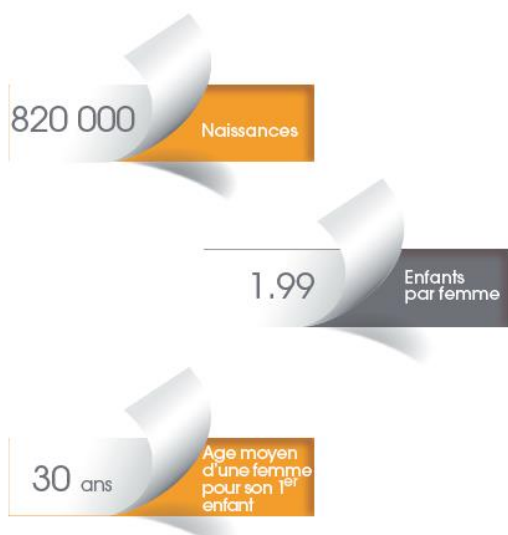 820 000
Naissances
1.99
Enfants
par femme
30 ans
Age moyen
d'une femme
pour son 1er
enfant